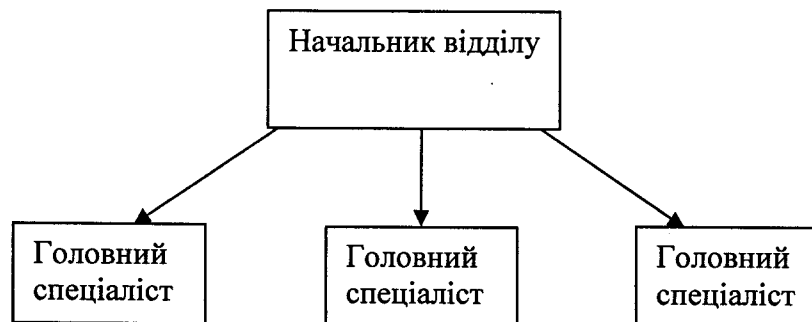 Начальник відділу
Головний
спеціаліст
Головний
спеціаліст
Головний
спеціаліст